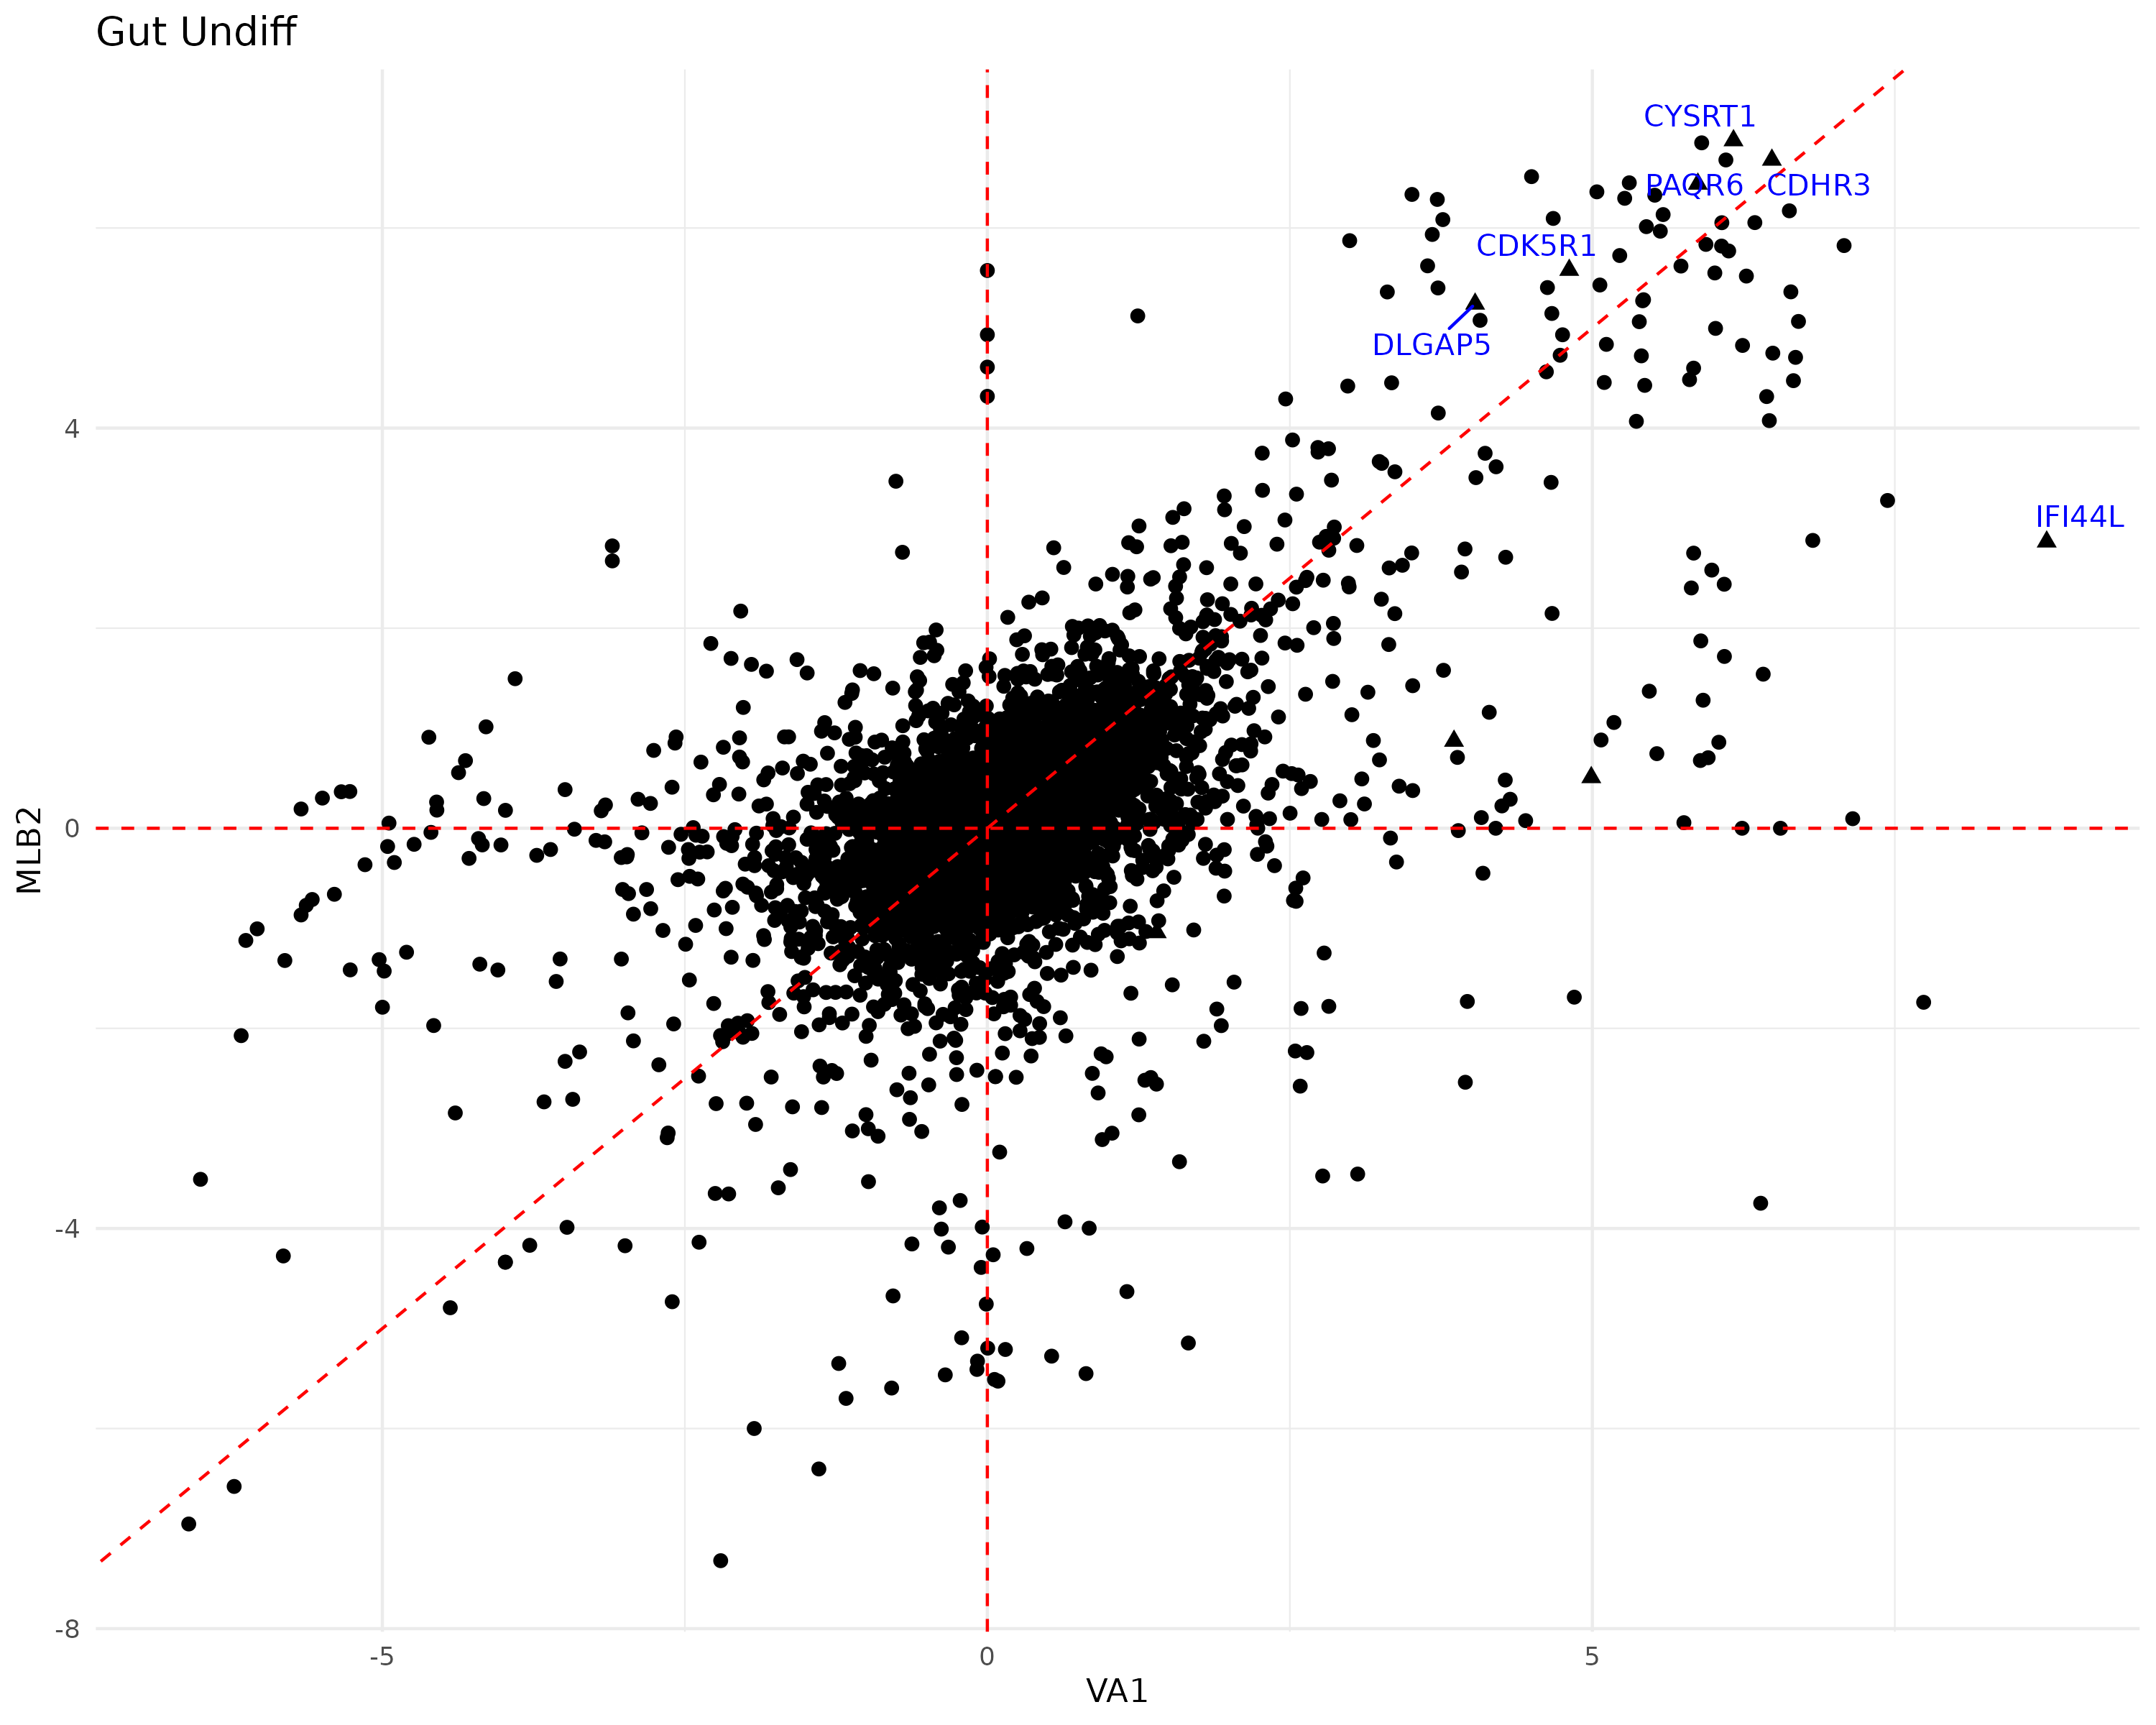 Gut Undiff
CYSRT1
PAQR6
CDHR3
CDK5R1
DLGAP5
IFI44L
4
0
-4
-8
MLB2
-5
0
5
VA1